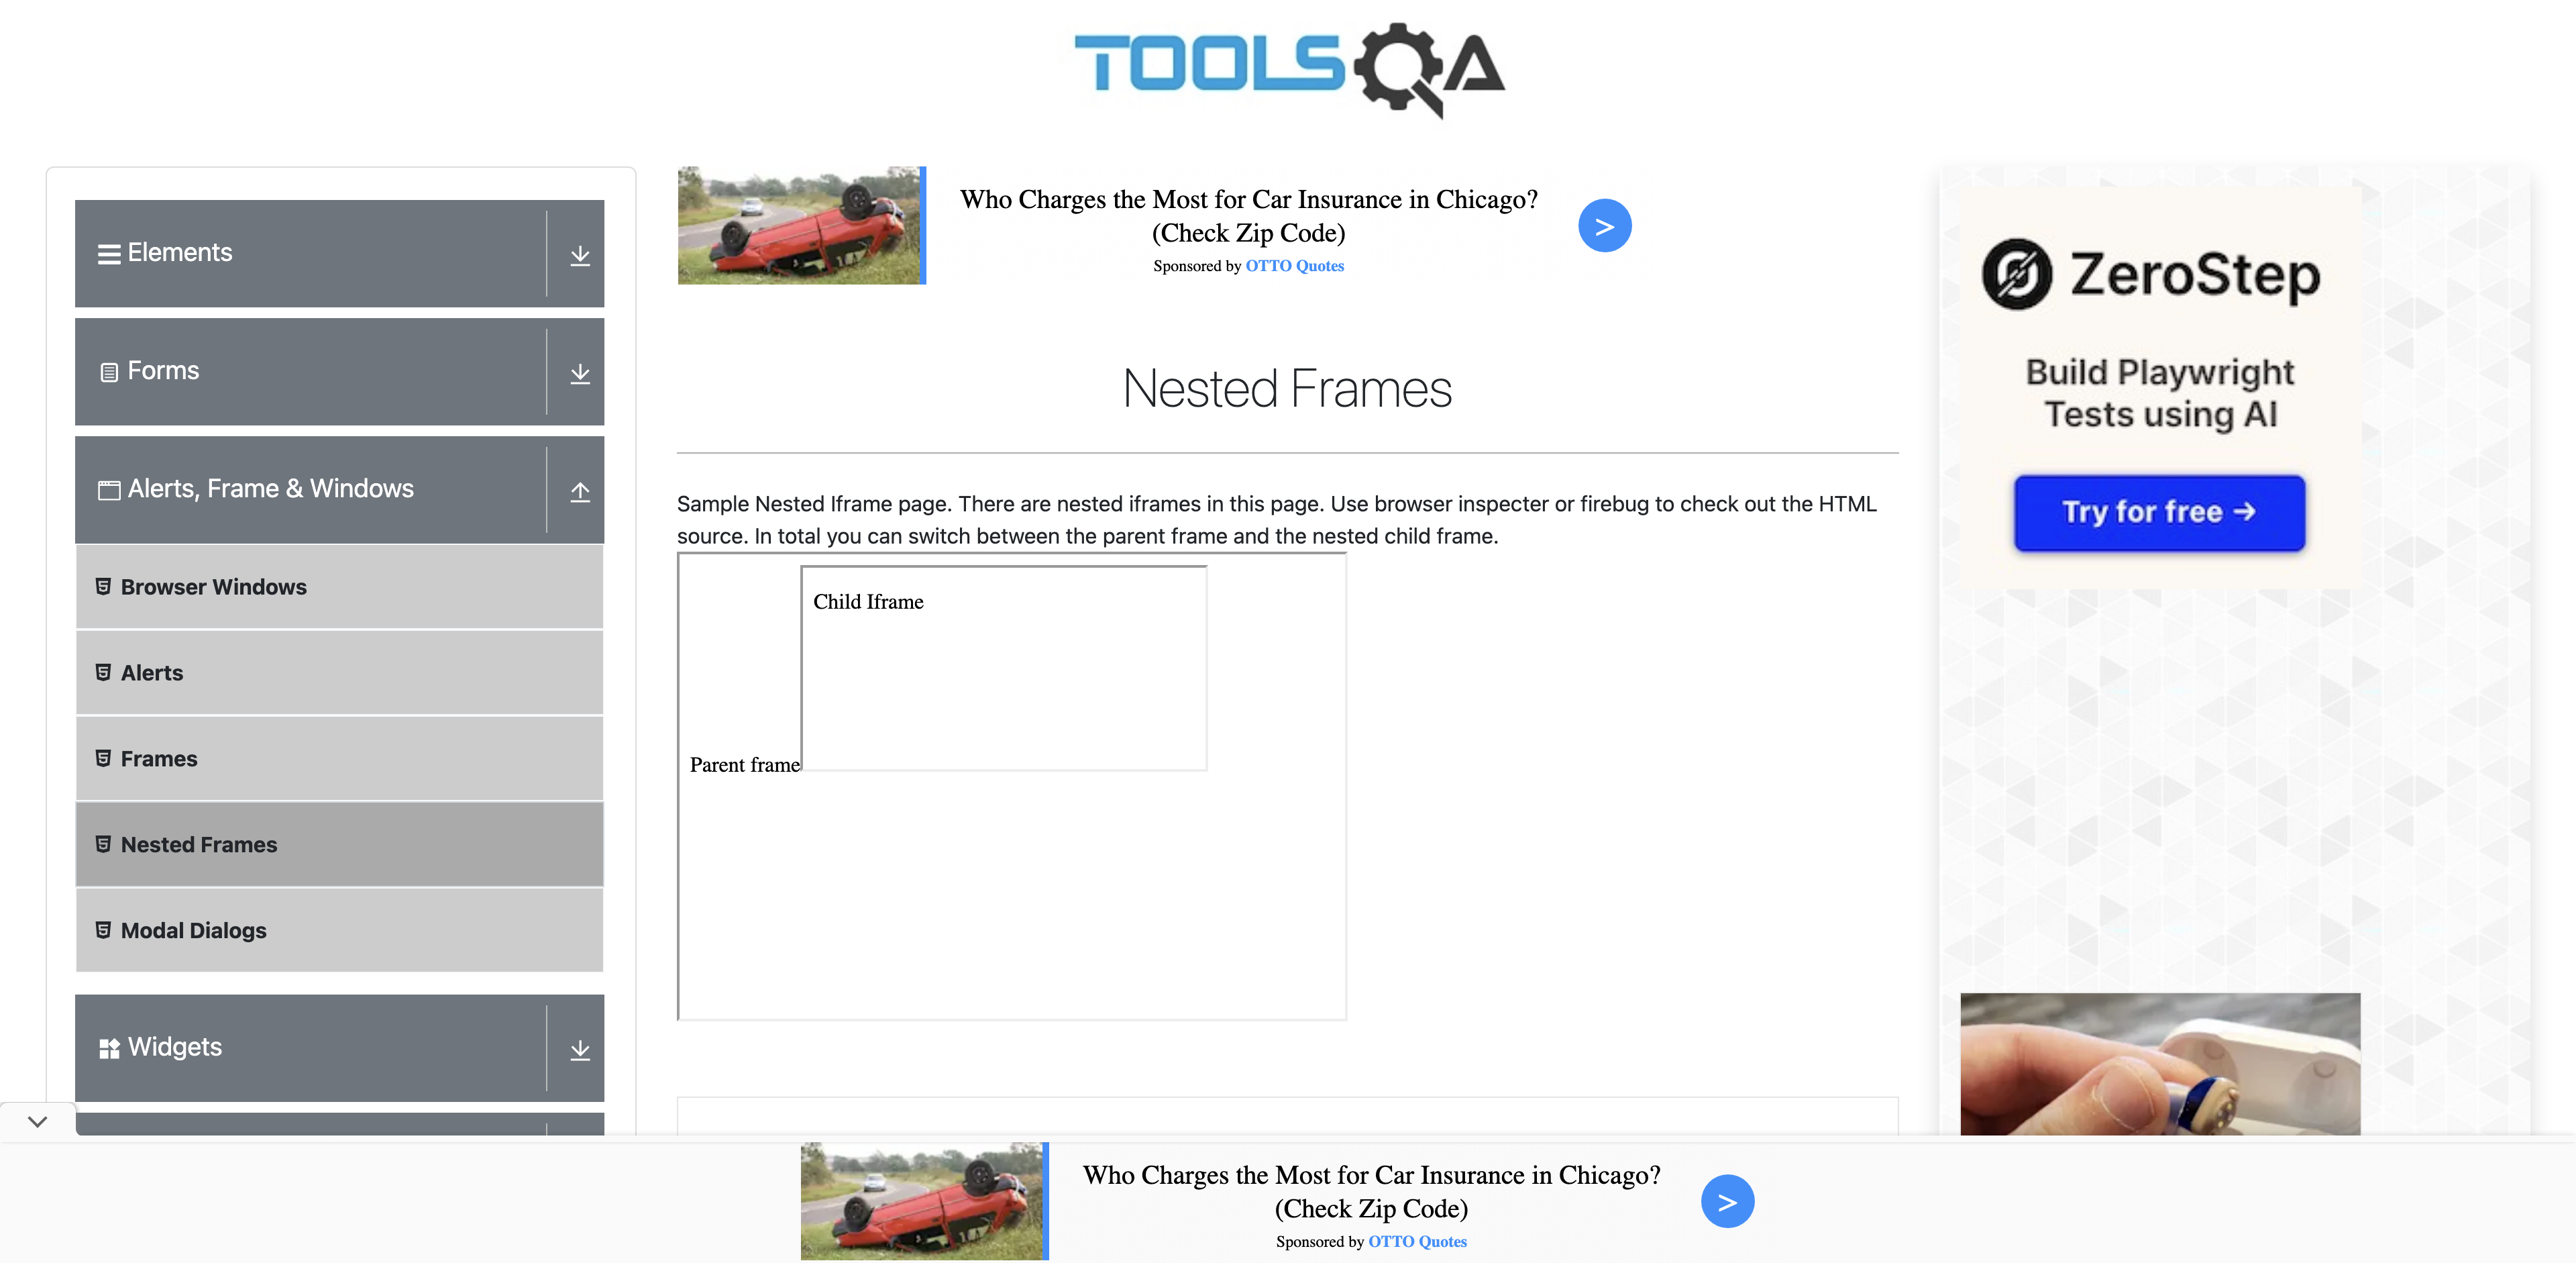 TOOLSQA
Elements
Forms
Alerts, Frame & Windows
Browser Windows
Alerts
Frames
Nested Frames
Modal Dialogs
Widgets
Who Charges the Most for Car Insurance in Chicago?
(Check Zip Code)
Sponsored by OTTO Quotes
>
Nested Frames
Sample Nested Iframe page. There are nested iframes in this page. Use browser inspecter or firebug to check out the HTML
source. In total you can switch between the parent frame and the nested child frame.
Child Iframe
Parent frame
ZeroStep
Build Playwright
Tests using AI
Try for free →
Who Charges the Most for Car Insurance in Chicago?
(Check Zip Code)
Sponsored by OTTO Quotes
>